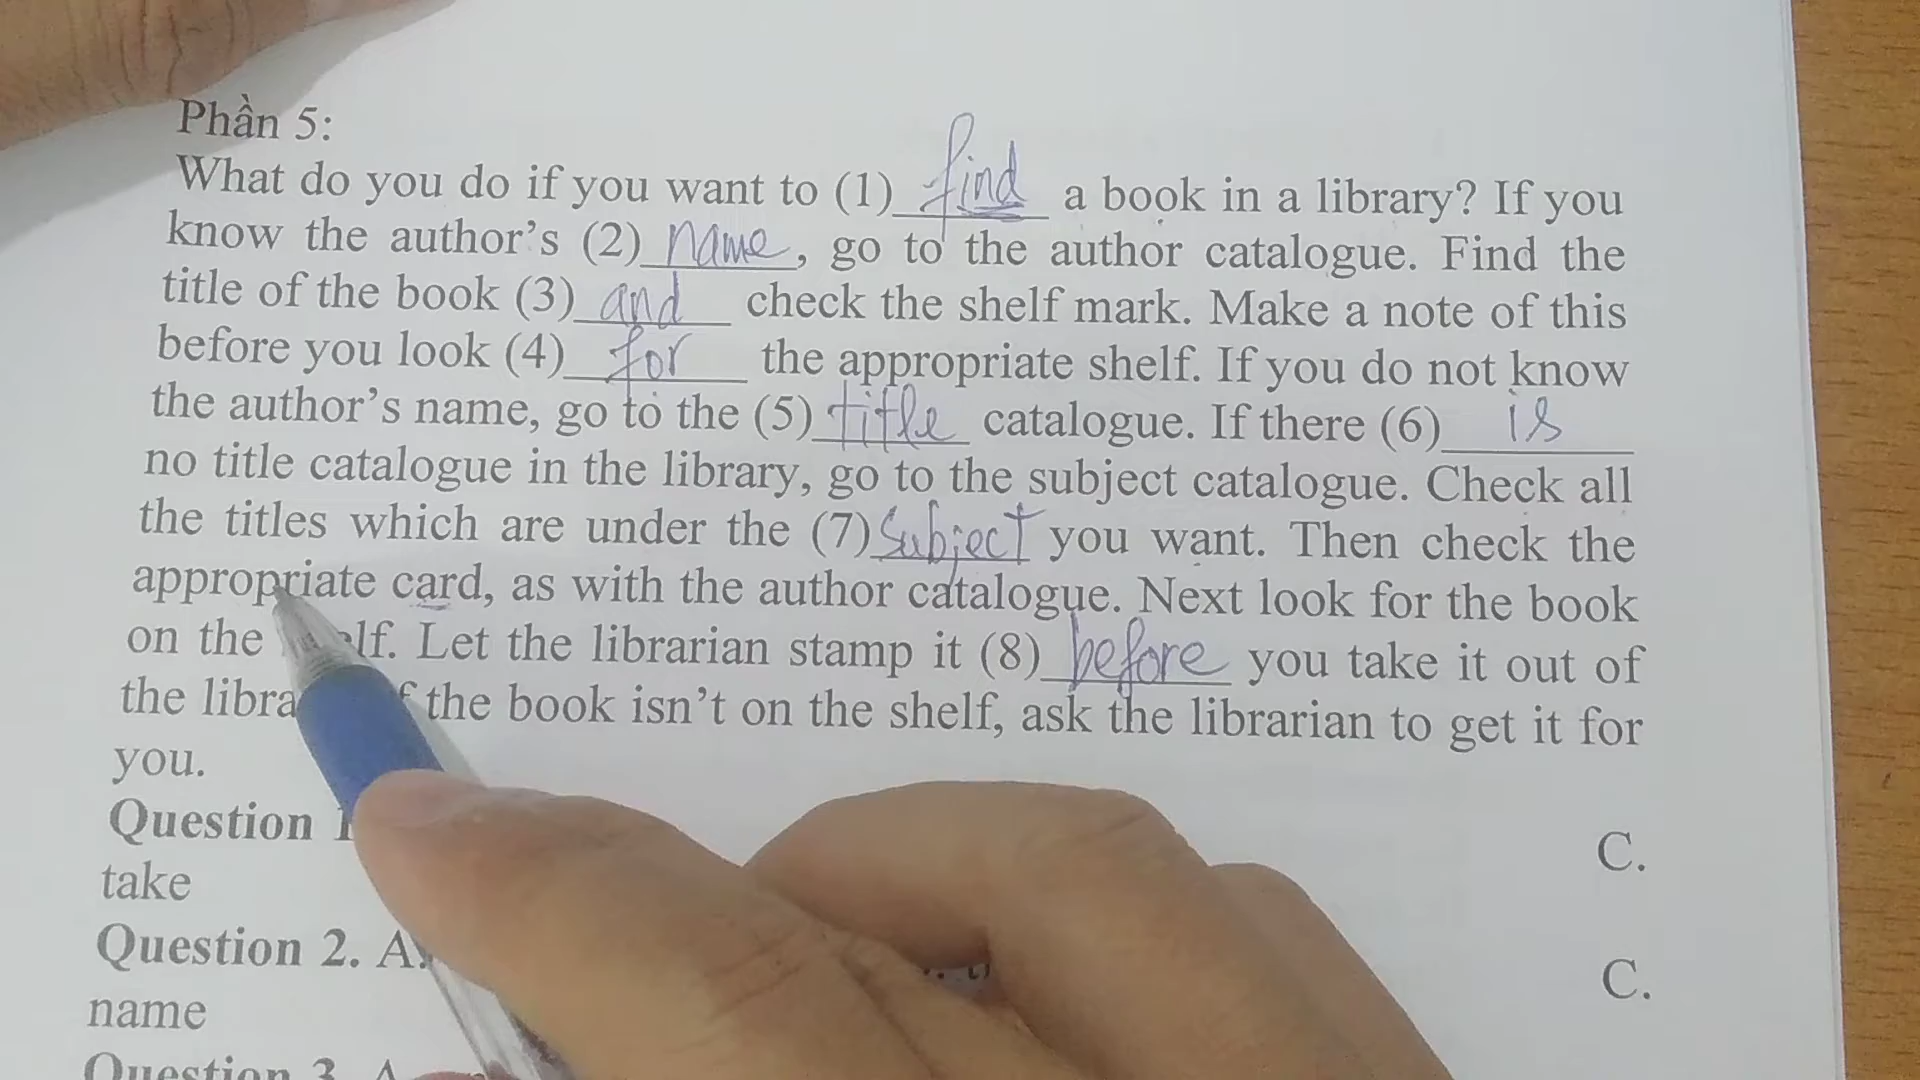 Phần 5:
What do you do if you want to (1) find a book in a library? If you
know the author's (2) name, go to the author catalogue. Find the
title of the book (3) and check the shelf mark. Make a note of this
before you look (4) for the appropriate shelf. If you do not know
the author's name, go to the (5) title catalogue. If there (6) is
no title catalogue in the library, go to the subject catalogue. Check all
the titles which are under the (7) Subject you want. Then check the
appropriate card, as with the author catalogue. Next look for the book
on the Let the librarian stamp it (8) before you take it out of
the the book isn't on the shelf, ask the librarian to get it for
you.
Question 1 C.
take
Question 2. A. C.
name
Question 3. A